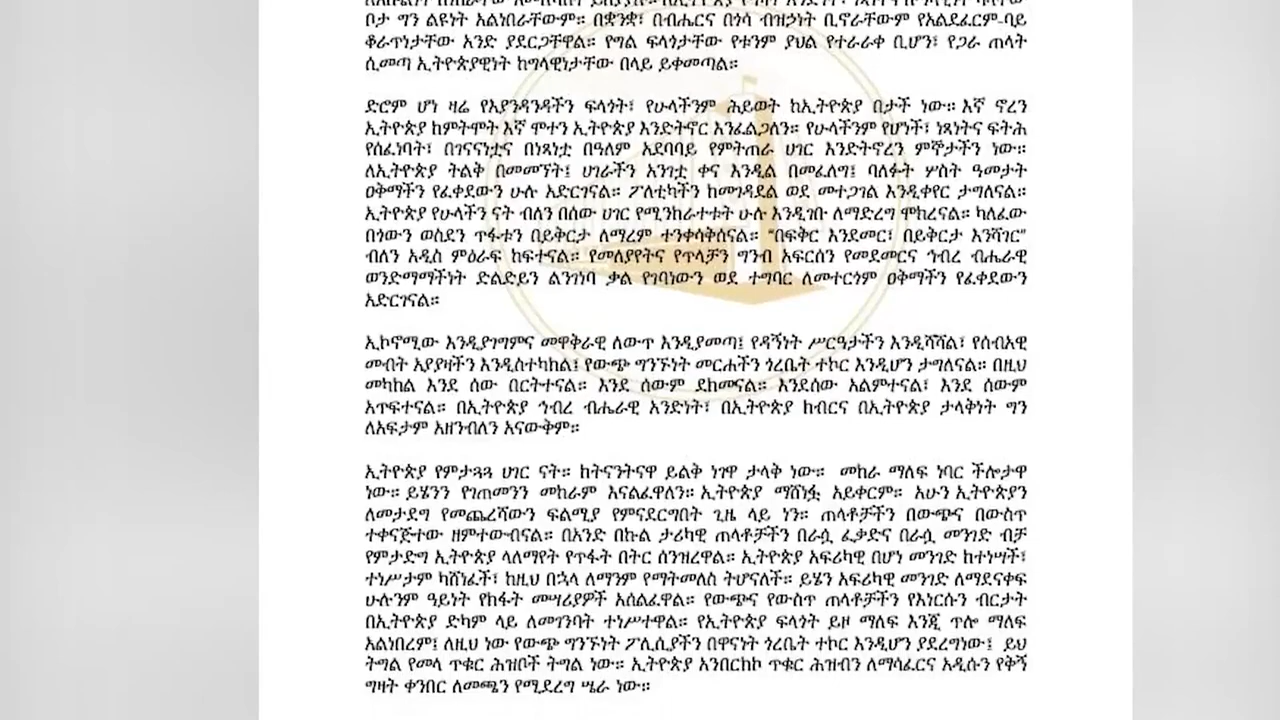 ቦታ ግን ልዩነት አልነበራቸውም። በቋንቋ፣ በብሔርና በጎሳ ብዝኃነት ቢኖራቸውም የአልደፈርም-ባይ
ቆራጥነታቸው አንድ ያደርጋቸዋል። የግል ፍላጎታቸው የቱንም ያህል የተራራቀ ቢሆን፣ የጋራ ጠላት
ሲመጣ ኢትዮጵያዊነት ከግላዊነታቸው በላይ ይቀመጣል።
ድሮም ሆነ ዛሬ የእያንዳንዳችን ፍላጎት፣ የሁላችንም ሕይወት ከኢትዮጵያ በታች ነው። እኛ ኖረን
ኢትዮጵያ ከምትሞት እኛ ሞተን ኢትዮጵያ እንድትኖር እንፈልጋለን። የሁላችንም የሆነች፣ ነጻነትና ፍትሕ
የሰፈነባት፣ በገናናነቷና በነጻነቷ በዓለም አደባባይ የምትጠራ ሀገር እንድትኖረን ምኞታችን ነው።
ለኢትዮጵያ ትልቅ በመመኘት፤ ሀገራችን አንገቷ ቀና እንዲል በመፈለግ፤ ባለፉት ሦስት ዓመታት
ዐቅማችን የፈቀደውን ሁሉ አድርገናል። ፖለቲካችን ከመገዳደል ወደ መተጋገል እንዲቀየር ታግለናል።
ኢትዮጵያ የሁላችን ናት ብለን በሰው ሀገር የሚንከራተቱት ሁሉ እንዲገቡ ለማድረግ ሞክረናል። ካለፈው
በጎውን ወስደን ጥፋቱን በይቅርታ ለማረም ተንቀሳቅሰናል። “በፍቅር እንደመር፣ በይቅርታ እንሻገር”
ብለን አዲስ ምዕራፍ ከፍተናል። የመለያየትና የጥላቻን ግንብ አፍርሰን የመደመርና ኅብረ ብሔራዊ
ወንድማማችነት ድልድይን ልንገነባ ቃል የገባነውን ወደ ተግባር ለመተርጎም ዐቅማችን የፈቀደውን
አድርገናል።
ኢኮኖሚው እንዲያገግምና መዋቅራዊ ለውጥ እንዲያመጣ፤ የዳኝነት ሥርዓታችን እንዲሻሻል፣ የሰብአዊ
መብት አያያዛችን እንዲስተካከል፤ የውጭ ግንኙነት መርሐችን ጎረቤት ተኮር እንዲሆን ታግለናል። በዚህ
መካከል እንደ ሰው በርትተናል። እንደ ሰውም ደክመናል። እንደሰው አልምተናል፣ እንደ ሰውም
አጥፍተናል። በኢትዮጵያ ኅብረ ብሔራዊ አንድነት፣ በኢትዮጵያ ክብርና በኢትዮጵያ ታላቅነት ግን
ለአፍታም አዘንብለን አናውቅም።
ኢትዮጵያ የምታጓጓ ሀገር ናት። ከትናንትናዋ ይልቅ ነገዋ ታላቅ ነው። መከራ ማለፍ ነባር ችሎታዋ
ነው። ይሄንን የገጠመንን መከራም እናልፈዋለን። ኢትዮጵያ ማሸነፏ አይቀርም። አሁን ኢትዮጵያን
ለመታደግ የመጨረሻውን ፍልሚያ የምናደርግበት ጊዜ ላይ ነን። ጠላቶቻችን በውጭና በውስጥ
ተቀናጅተው ዘምተውብናል። በአንድ በኩል ታሪካዊ ጠላቶቻችን በራሷ ፈቃድና በራሷ መንገድ ብቻ
የምታድግ ኢትዮጵያ ላለማየት የጥፋት በትር ሰንዝረዋል። ኢትዮጵያ አፍሪካዊ በሆነ መንገድ ከተነሣች፣
ተነሥታም ካሸነፈች፣ ከዚህ በኋላ ለማንም የማትመለስ ትሆናለች። ይሄን አፍሪካዊ መንገድ ለማደናቀፍ
ሁሉንም ዓይነት የከፋት መሣሪያዎች አሰልፈዋል። የውጭና የውስጥ ጠላቶቻችን የእነርሱን ብርታት
በኢትዮጵያ ድካም ላይ ለመገንባት ተነሥተዋል። የኢትዮጵያ ፍላጎት ይዞ ማለፍ እንጂ ጥሎ ማለፍ
አልነበረም፤ ለዚህ ነው የውጭ ግንኙነት ፖሊሲያችን በዋናነት ጎረቤት ተኮር እንዲሆን ያደረግነው፤ ይህ
ትግል የመላ ጥቁር ሕዝቦች ትግል ነው። ኢትዮጵያ አንበርክኮ ጥቁር ሕዝብን ለማሳፈርና አዲሱን የቅኝ
ግዛት ቀንበር ለመጫን የሚደረግ ሤራ ነው።